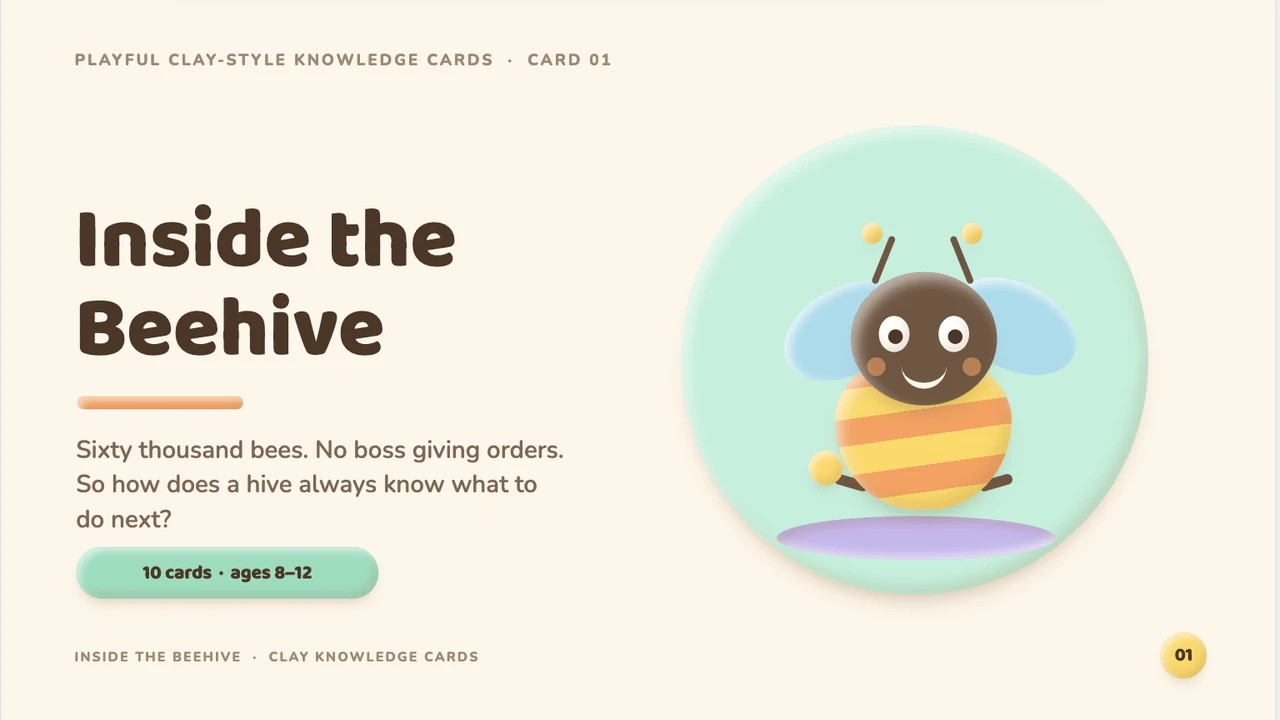 PLAYFUL CLAY-STYLE KNOWLEDGE CARDS · CARD 01
Inside the
Beehive
Sixty thousand bees. No boss giving orders.
So how does a hive always know what to
do next?
10 cards · ages 8–12
INSIDE THE BEEHIVE · CLAY KNOWLEDGE CARDS
01